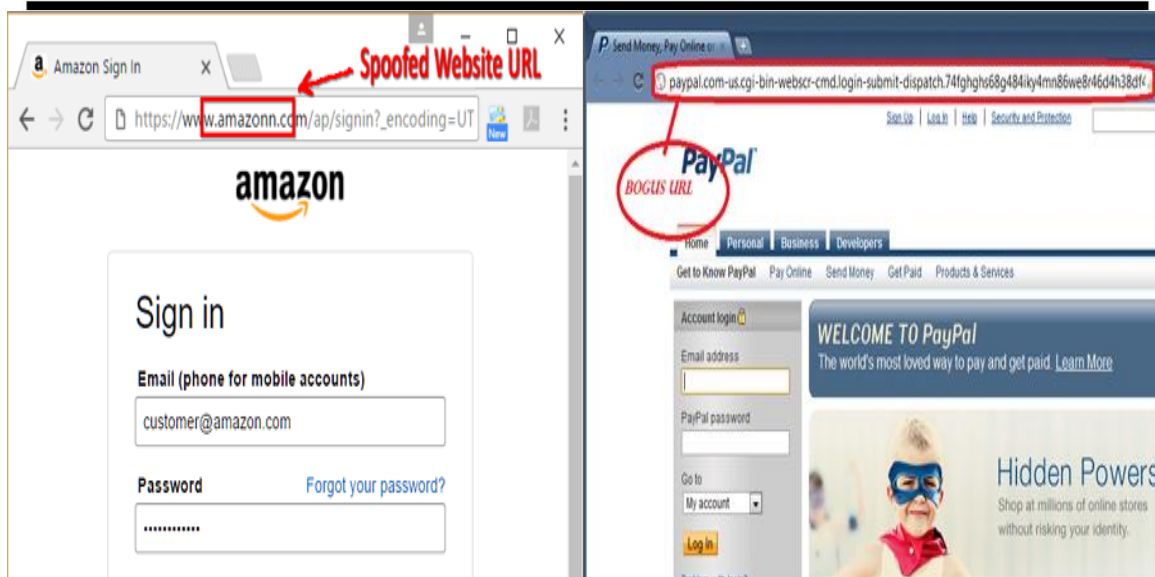 Amazon Sign In
Spoofed Website URL
https://www.amazonn.com/ap/signin?_encoding=UT
New
amazon
Sign in
Email (phone for mobile accounts)
customer@amazon.com
Password
Forgot your password?
Send Money, Pay Online or
paypal.com-us.cgi-bin-webscr-cmd.login-submit-dispatch.74fghghs68g484iky4mn86we8r46d4h38df4
Sign Up | Log In | Help | Security and Protection
PayPal
BOGUS URL
Home Personal Business Developers
Get to Know PayPal Pay Online Send Money Get Paid Products & Services
Account login
Email address
PayPal password
Go to
My account
Log In
WELCOME TO PayPal
The world's most loved way to pay and get paid. Learn More
Hidden Powers
Shop at millions of online stores
without risking your identity.